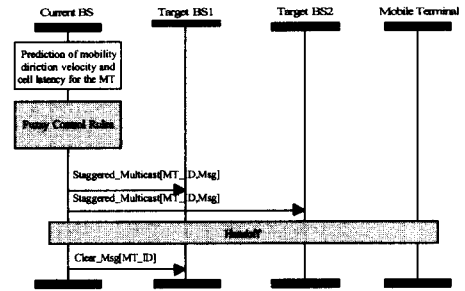 Current BS
Target BS1
Target BS2
Mobile Terminal
Prediction of mobility
diriction velocity and
cell latency for the MT
Fuzzy Control Rules
Staggered_Multicast[MT_ID,Msg]
Staggered_Multicast[MT_ID,Msg]
Handoff
Clear_Msg[MT_ID]